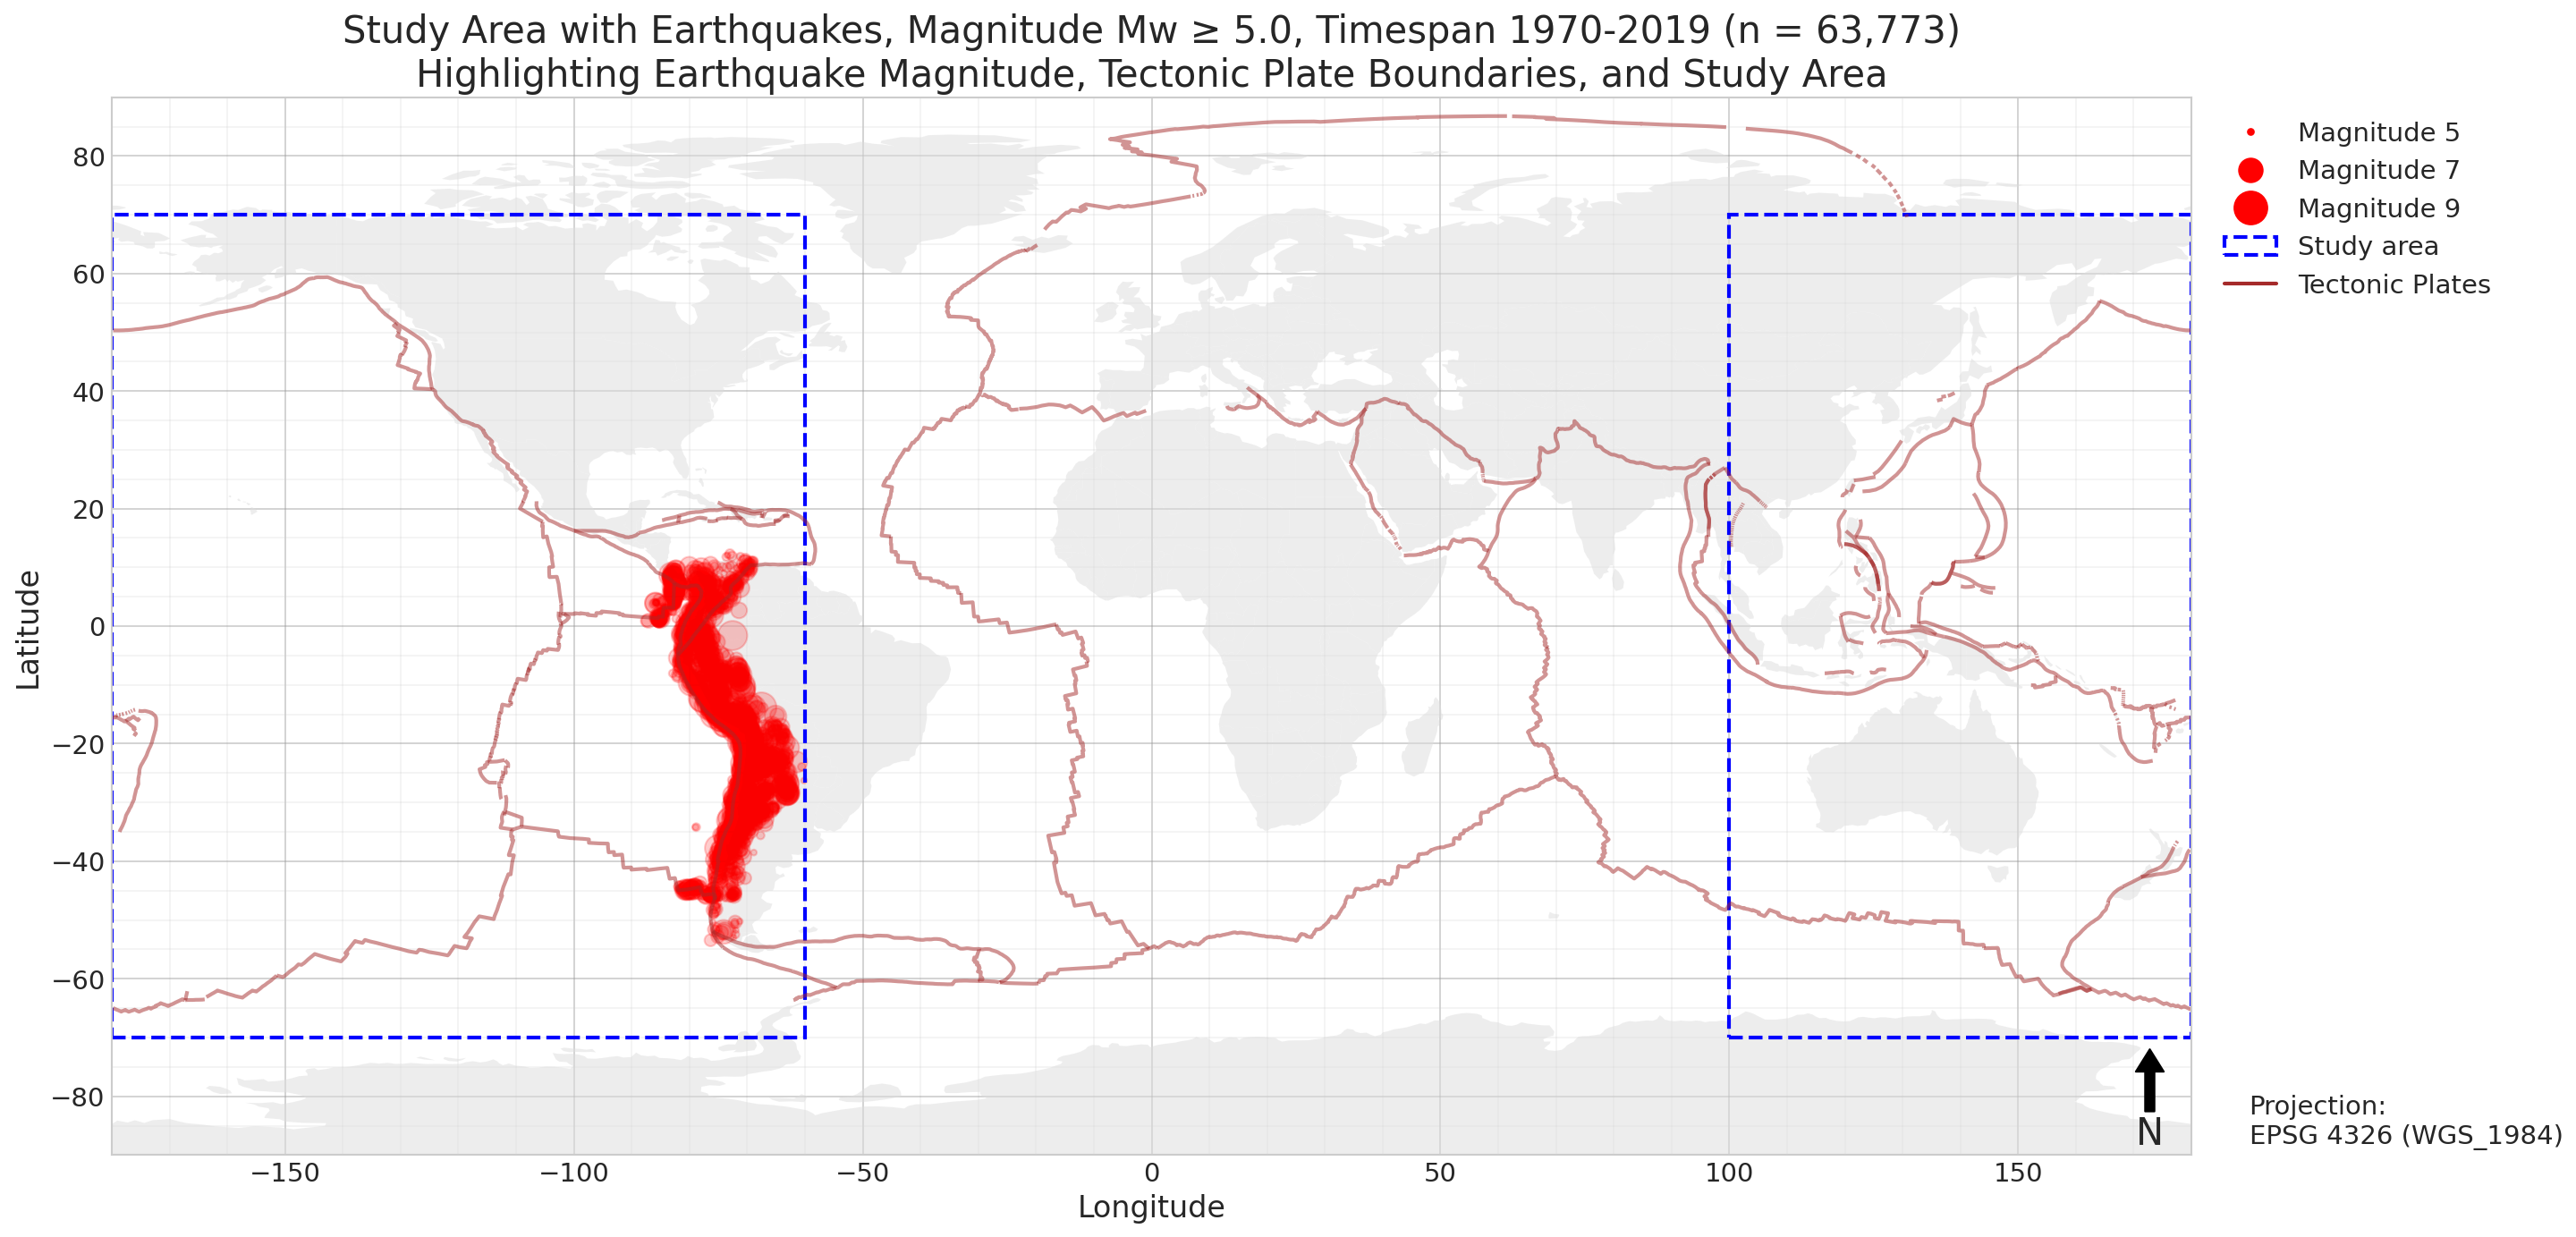 Study Area with Earthquakes, Magnitude Mw ≥ 5.0, Timespan 1970-2019 (n = 63,773)
Highlighting Earthquake Magnitude, Tectonic Plate Boundaries, and Study Area
Magnitude 5
Magnitude 7
Magnitude 9
Study area
Tectonic Plates
Latitude
80
60
40
20
0
−20
−40
−60
−80
N
Projection:
EPSG 4326 (WGS_1984)
−150 −100 −50 0 50 100 150
Longitude